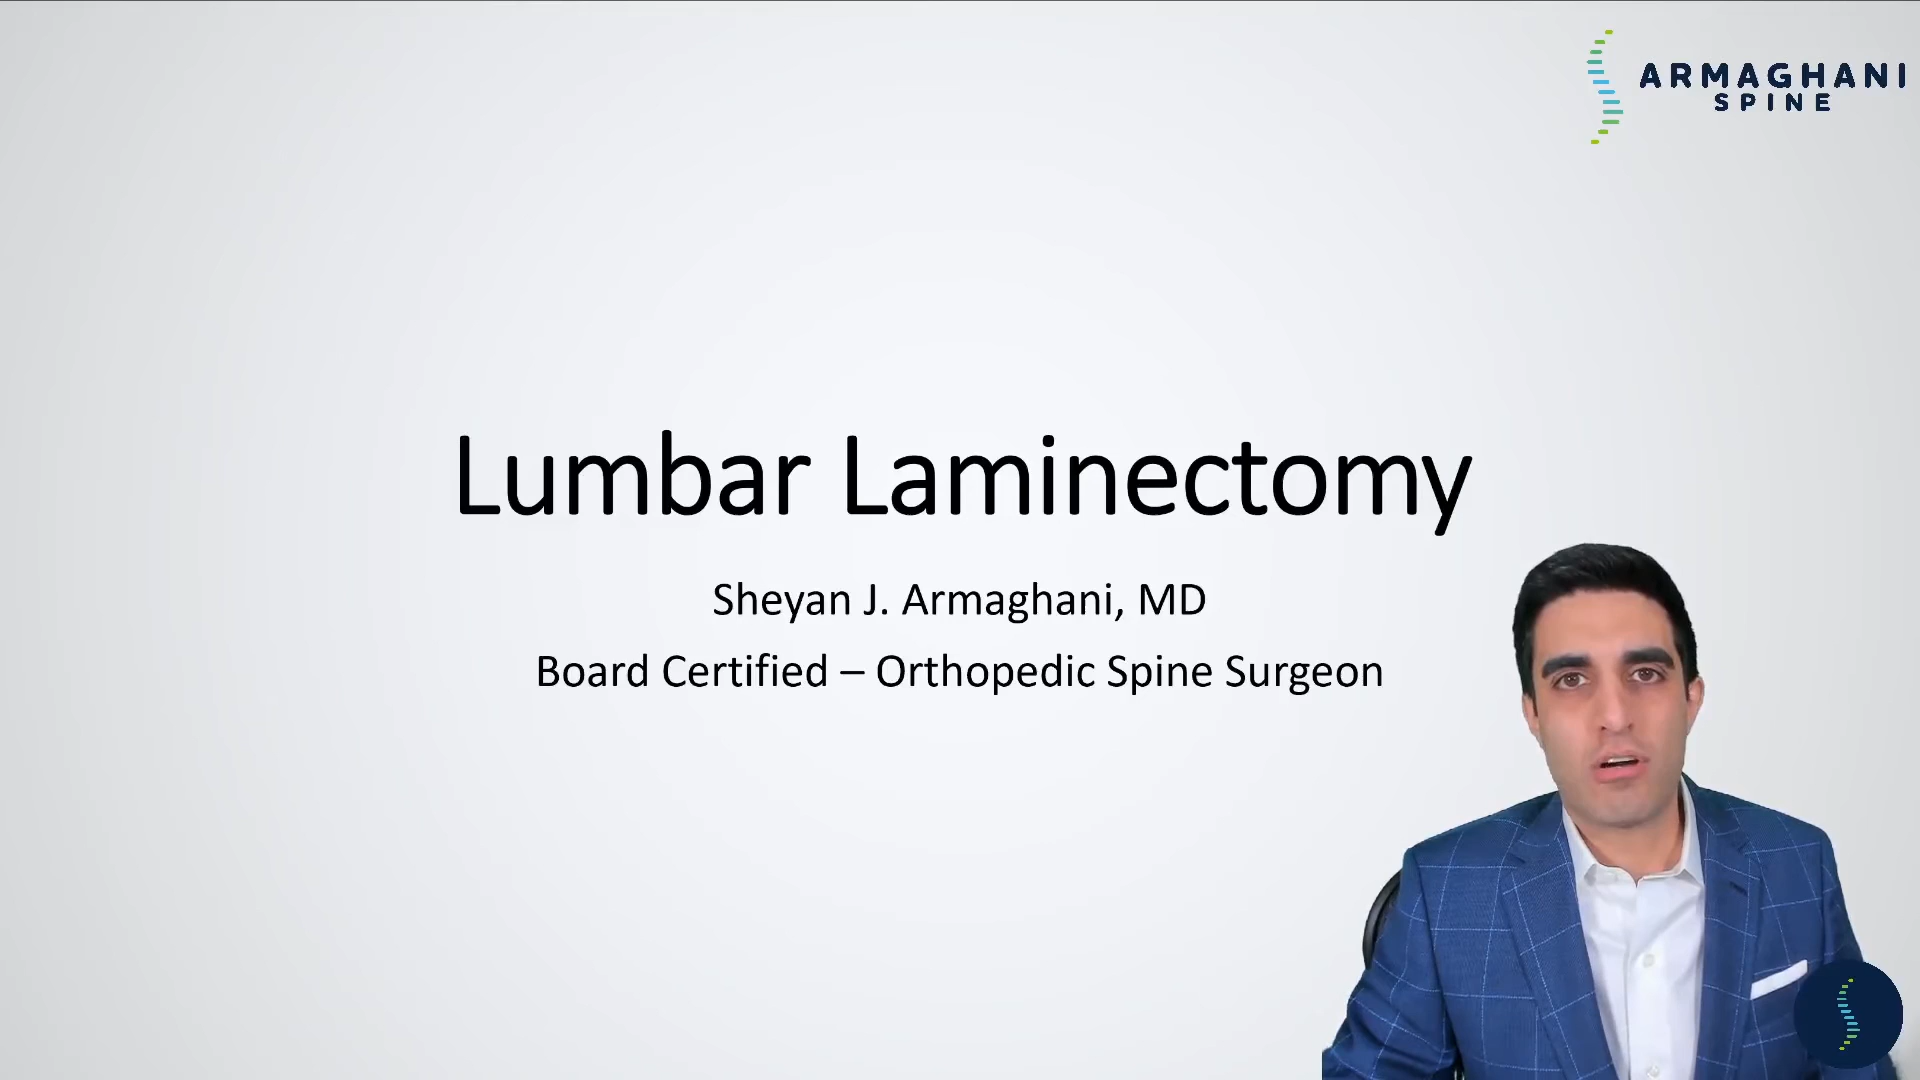 ARMAGHANI
SPINE
Lumbar Laminectomy
Sheyan J. Armaghani, MD
Board Certified – Orthopedic Spine Surgeon